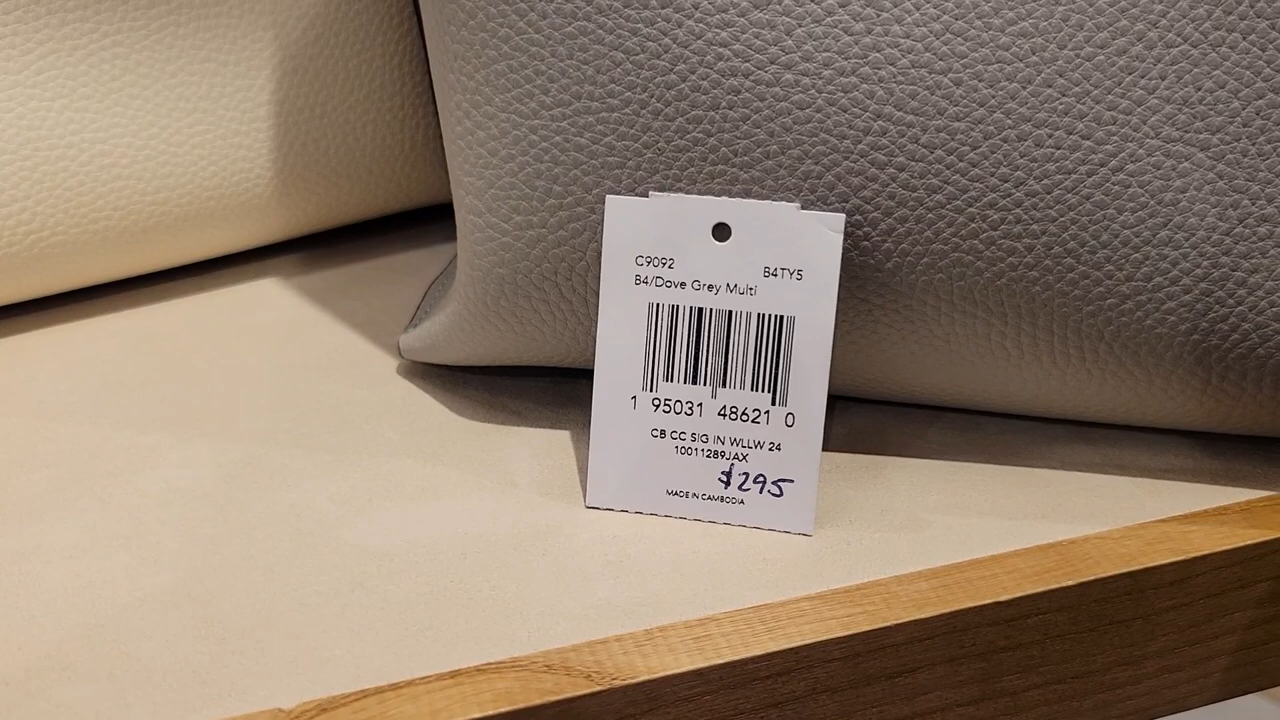 C9092 B4TY5
B4/Dove Grey Multi
1 95031 48621 0
CB CC SIG IN WLLW 24
10011289JAX
$295
MADE IN CAMBODIA